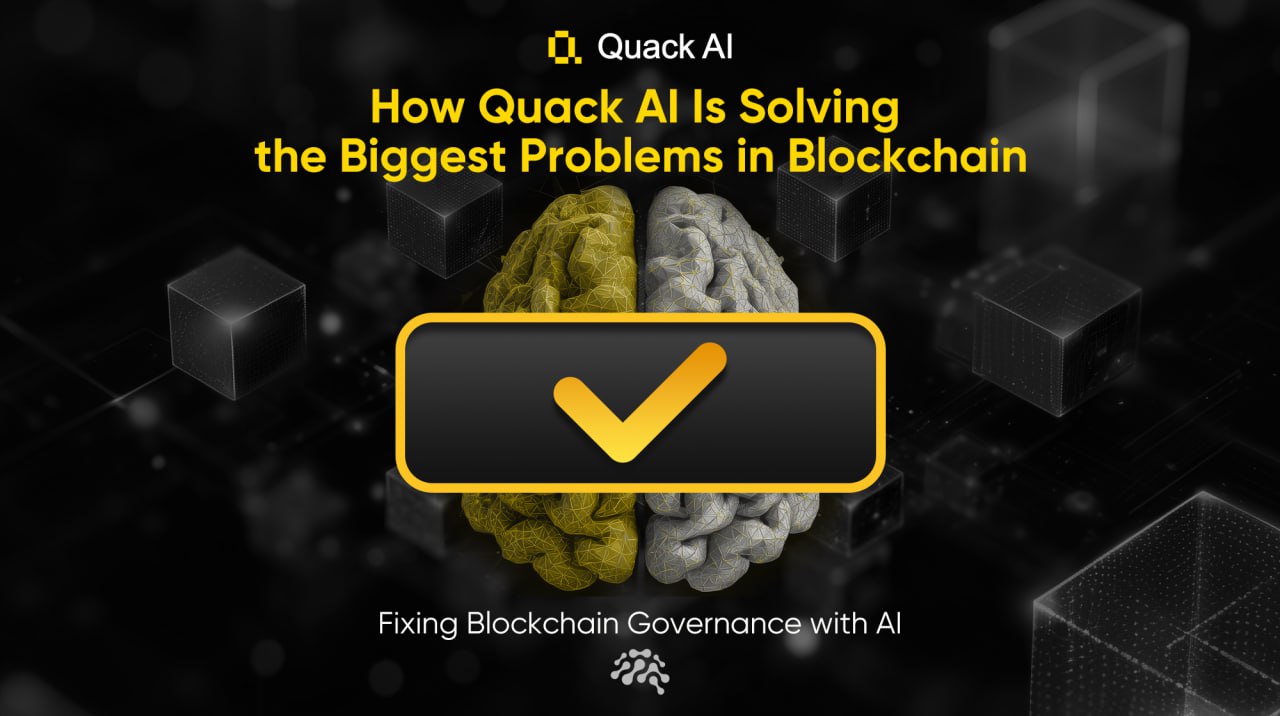 Quack AI
How Quack AI Is Solving
the Biggest Problems in Blockchain
Fixing Blockchain Governance with AI